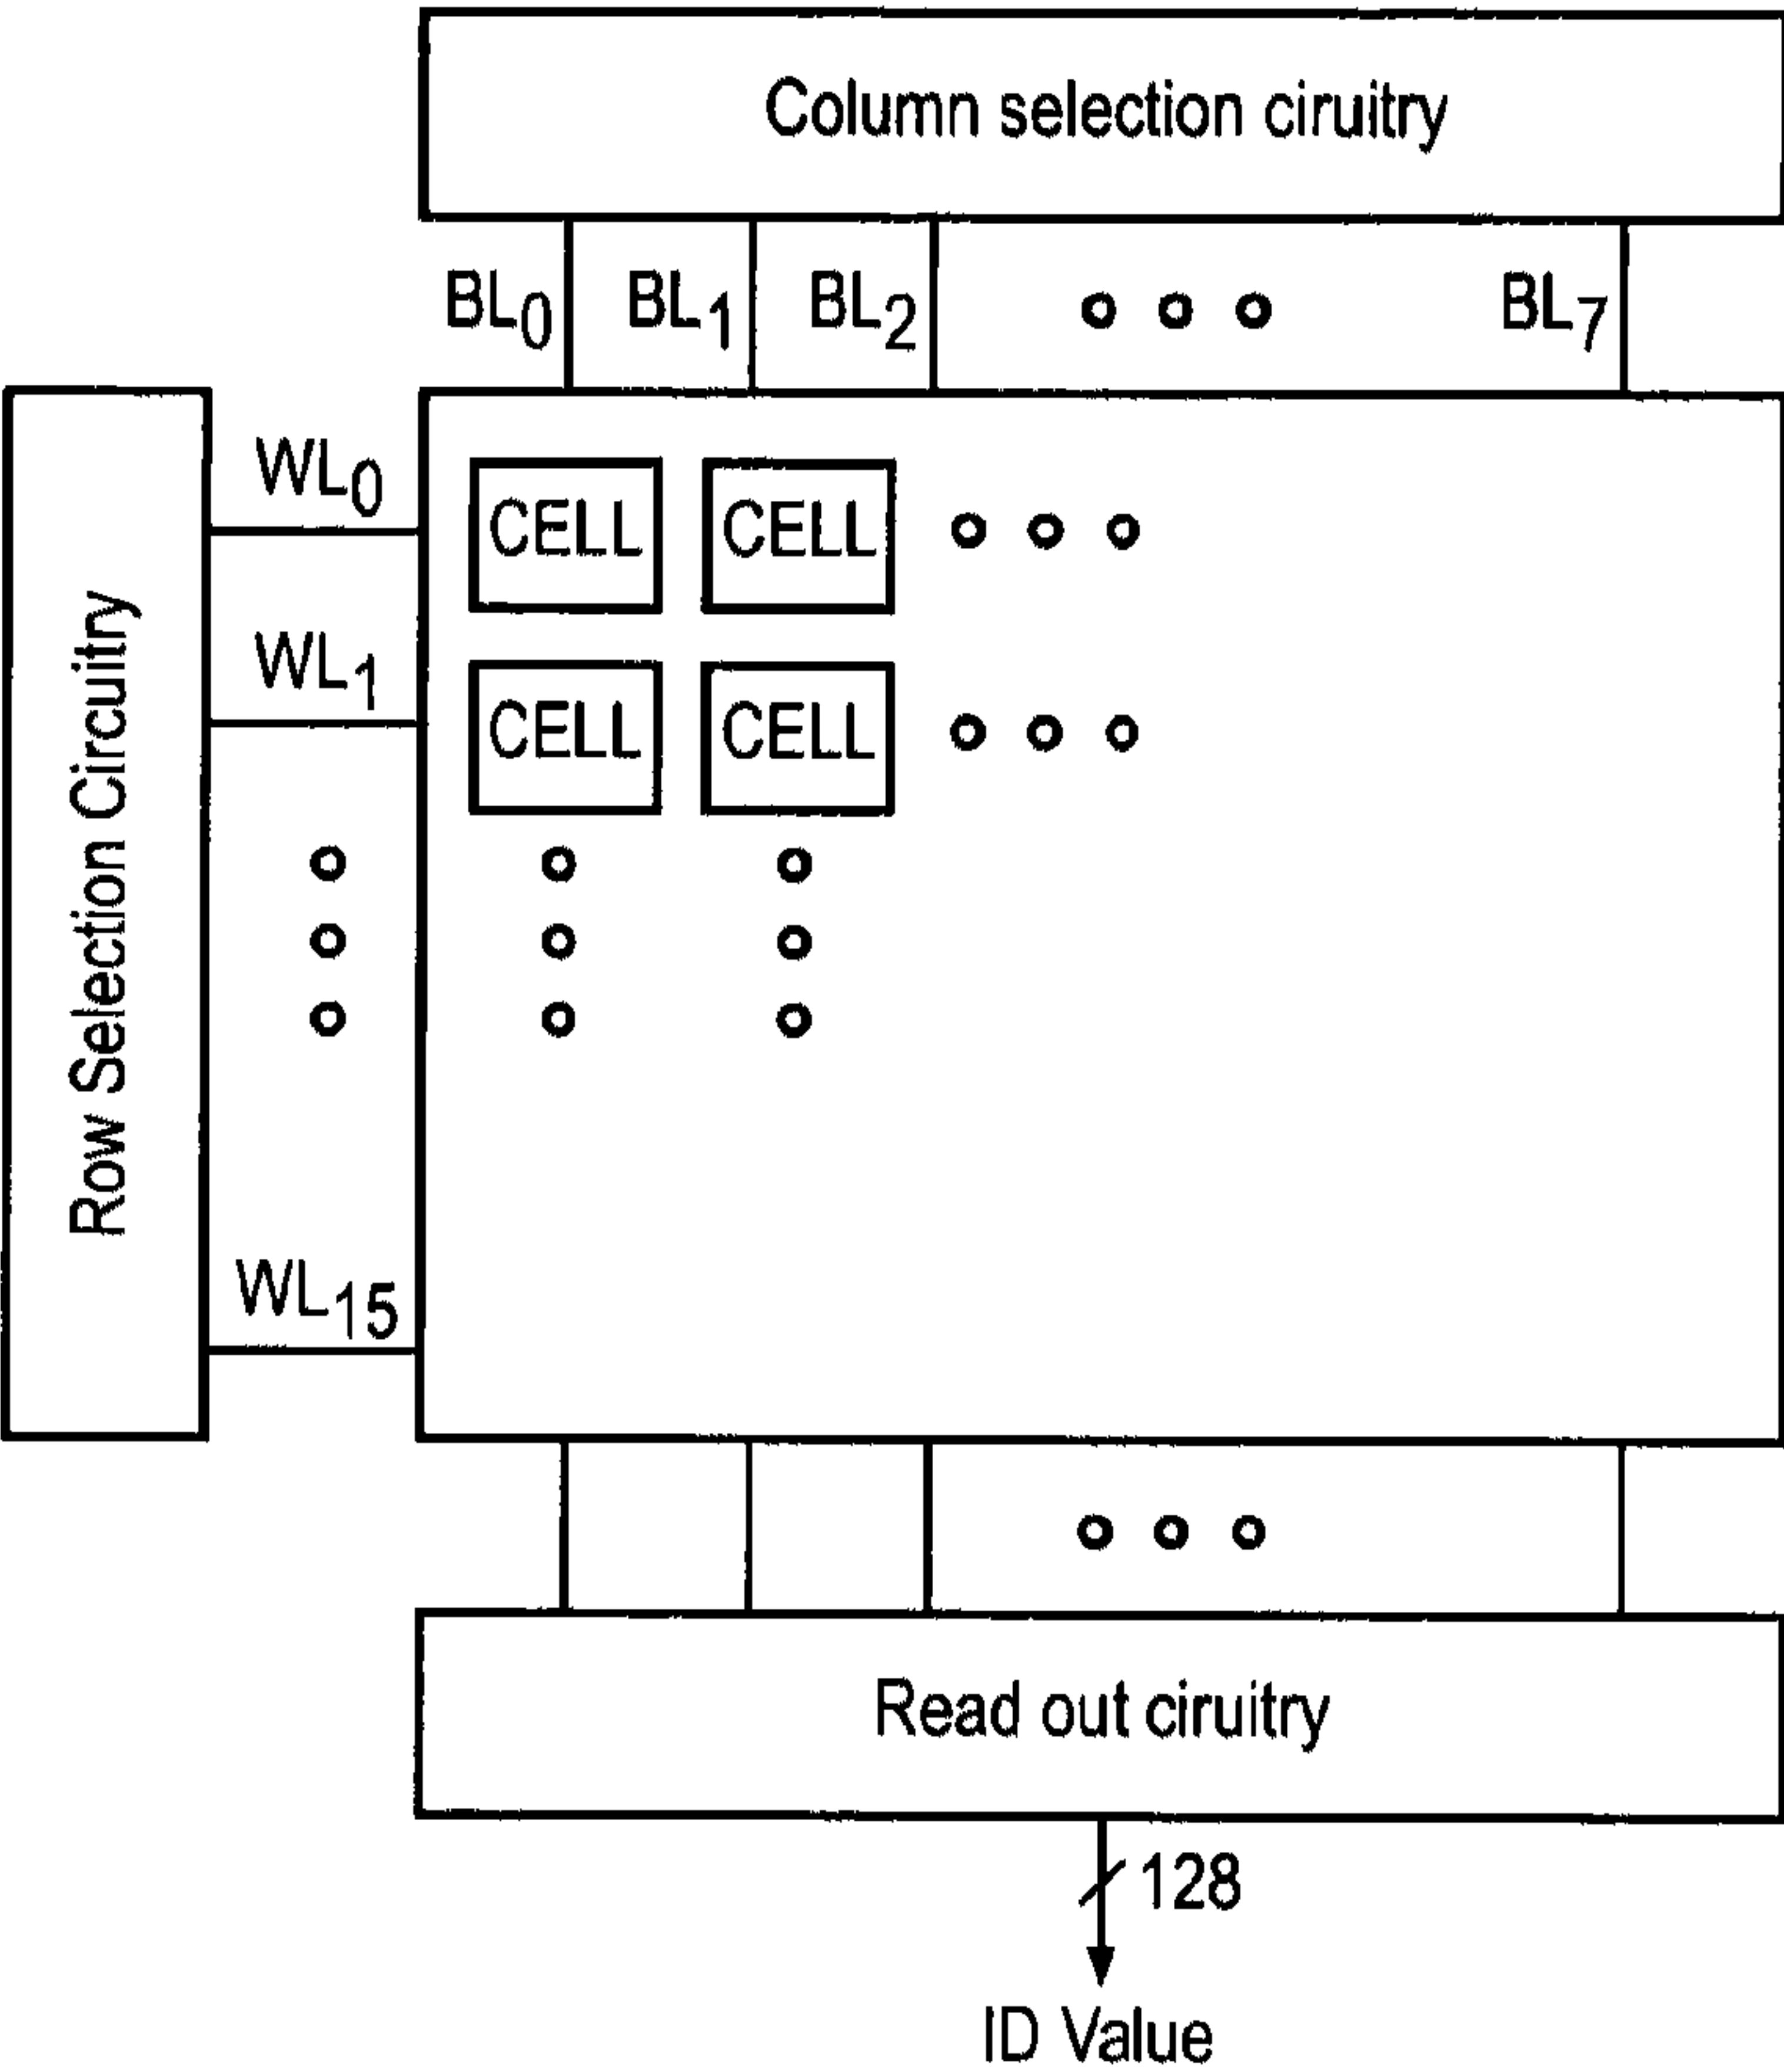 Column selection ciruitry
BL0 BL1 BL2 BL7
Row Selection Circuitry
WL0
CELL CELL
WL1
CELL CELL
WL15
Read out ciruitry
128
ID Value